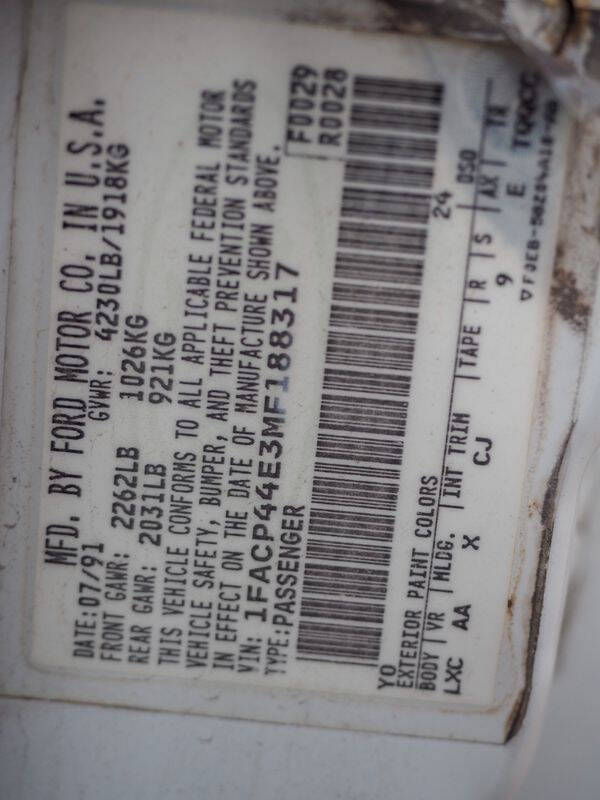 MFD. BY FORD MOTOR CO. IN U.S.A.
DATE: 07/91 GVWR: 4230LB/1918KG
FRONT GAWR: 2262LB 1026KG
REAR GAWR: 2031LB 921KG
THIS VEHICLE CONFORMS TO ALL APPLICABLE FEDERAL MOTOR
VEHICLE SAFETY, BUMPER, AND THEFT PREVENTION STANDARDS
IN EFFECT ON THE DATE OF MANUFACTURE SHOWN ABOVE.
VIN: 1FACP44E3MF188317
TYPE: PASSENGER
F0029
R0028
YO 24
EXTERIOR PAINT COLORS DSO
BODY VR MLDG. INT TRIM TAPE R S AX TR
LXC AA X CJ 9 E